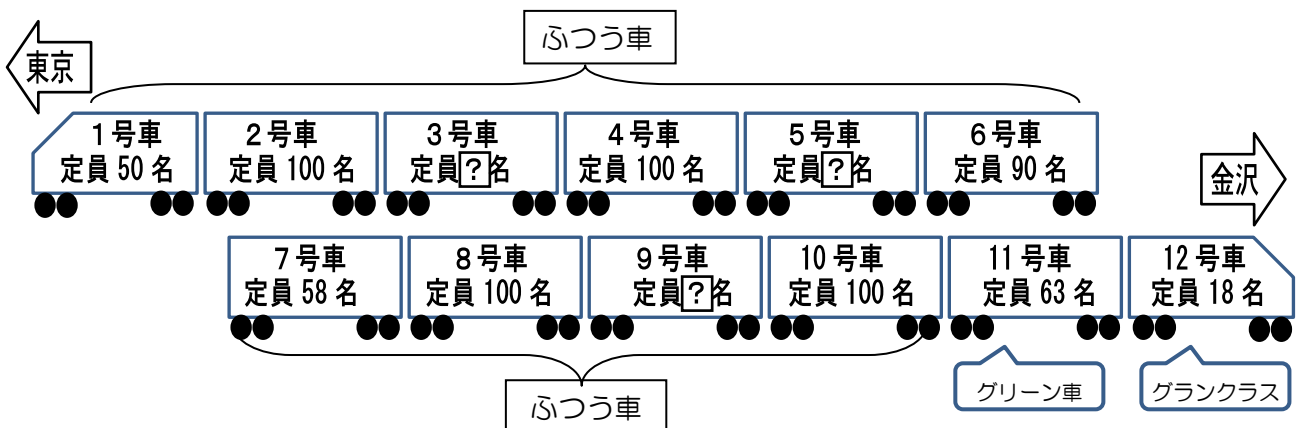 ふつう車
東京
1号車
定員 50 名
2号車
定員 100 名
3号車
定員?名
4号車
定員 100 名
5号車
定員?名
6号車
定員 90 名
金沢
7号車
定員 58 名
8号車
定員 100 名
9号車
定員?名
10 号車
定員 100 名
11 号車
定員 63 名
12 号車
定員 18 名
ふつう車
グリーン車
グランクラス